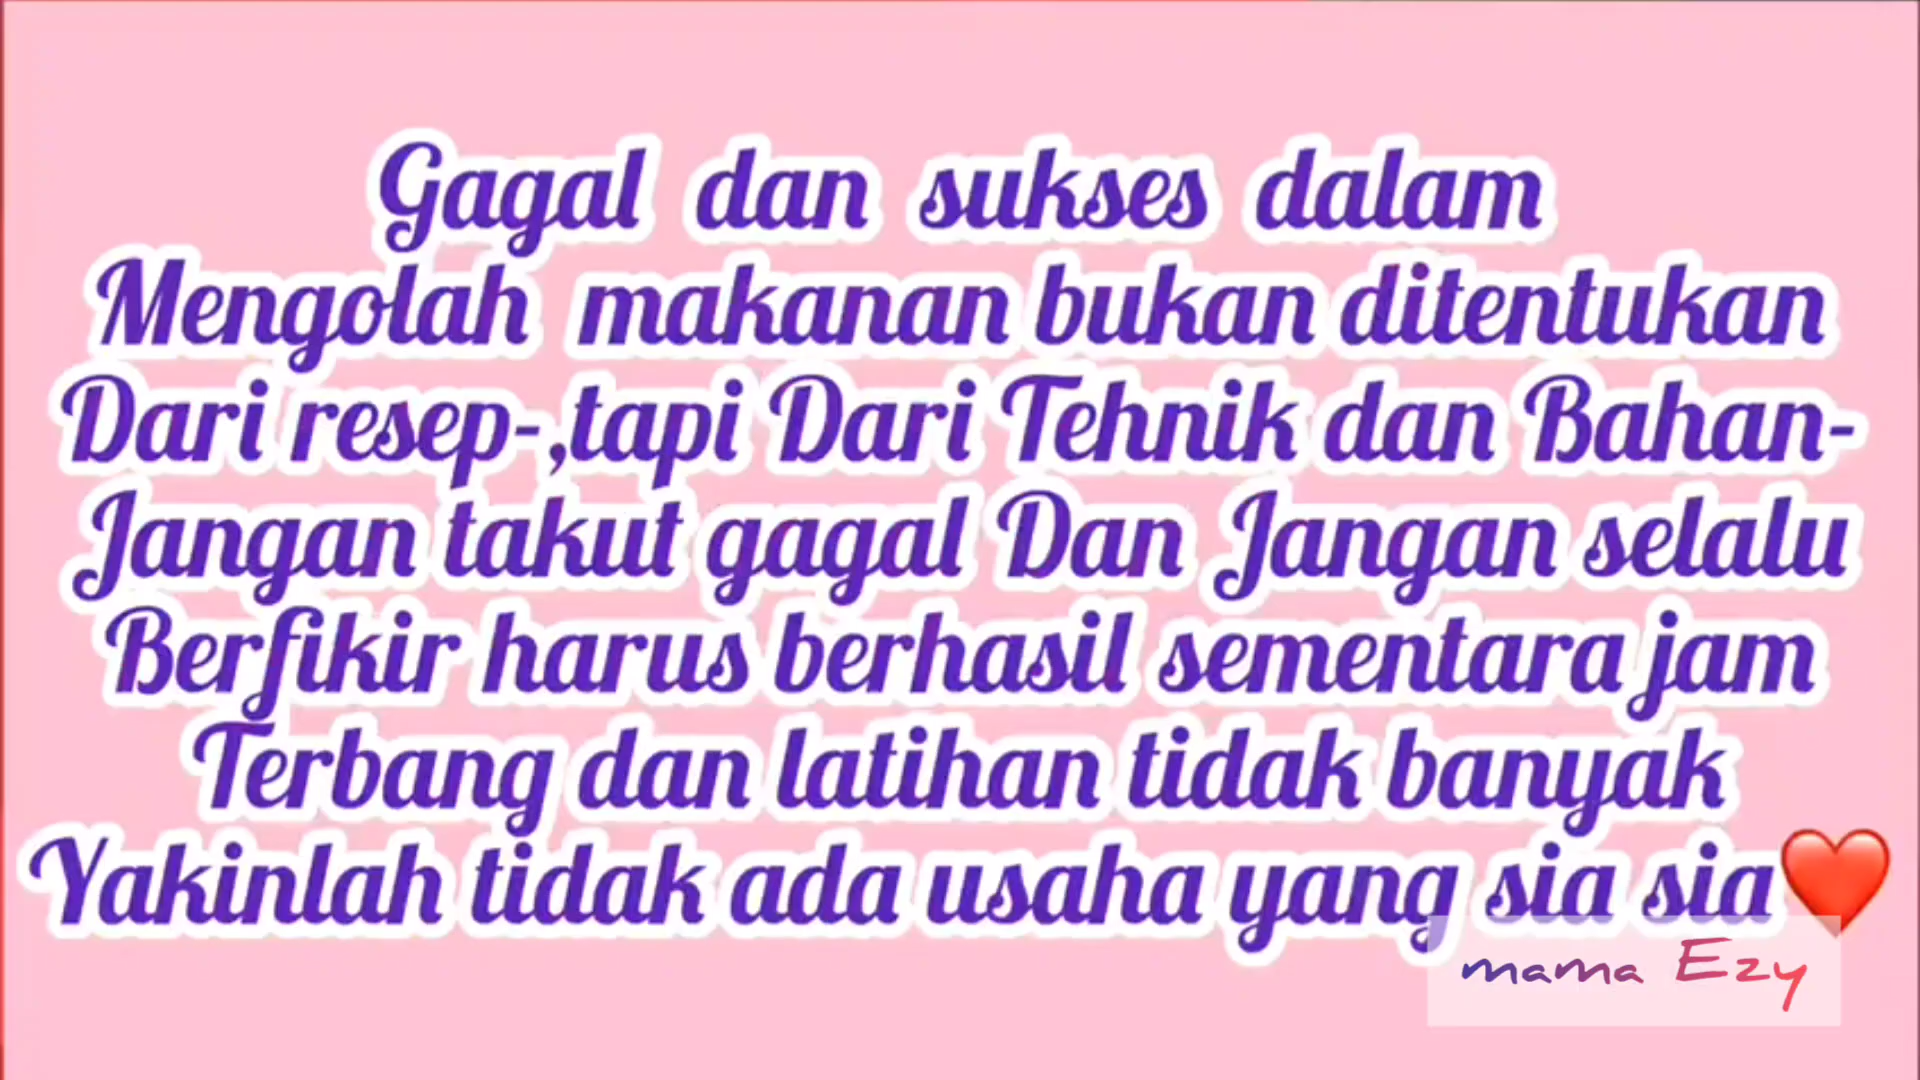 Gagal dan sukses dalam
Mengolah makanan bukan ditentukan
Dari resep-,tapi Dari Tehnik dan Bahan-
Jangan takut gagal Dan Jangan selalu
Berfikir harus berhasil sementara jam
Terbang dan latihan tidak banyak
Yakinlah tidak ada usaha yang sia sia❤️
mama Ezy